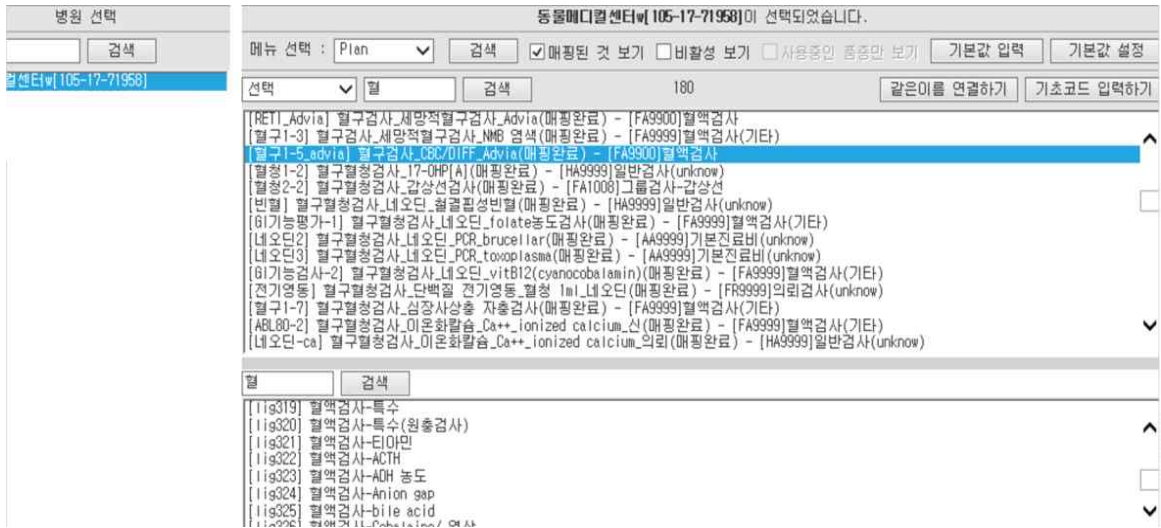 병원 선택
검색
컬센터w[105-17-71958]
동물메디컬센터w[105-17-71958]이 선택되었습니다.
메뉴 선택 : Plan 검색 매핑된 것 보기 비활성 보기 사용중인 품종만 보기 기본값 입력 기본값 설정
선택 혈 검색 180 같은이름 연결하기 기초코드 입력하기
[RETI_Advia] 혈구검사_세망적혈구검사_Advia(매핑완료) - [FA9900]혈액검사
[혈구1-3] 혈구검사_세망적혈구검사_NMB 염색(매핑완료) - [FA9999]혈액검사(기타)
[혈구1-5_advia] 혈구검사_CBC/DIFF_Advia(매핑완료) - [FA9900]혈액검사
[혈청1-2] 혈구혈청검사_17-OHP[A](매핑완료) - [HA9999]일반검사(unknow)
[혈청2-2] 혈구혈청검사_갑상선검사(매핑완료) - [FA1008]그룹검사-갑상선
[빈혈] 혈구혈청검사_네오딘_철결핍성빈혈(매핑완료) - [HA9999]일반검사(unknow)
[GI기능평가-1] 혈구혈청검사_네오딘_folate농도검사(매핑완료) - [FA9999]혈액검사(기타)
[네오딘2] 혈구혈청검사_네오딘_PCR_brucellar(매핑완료) - [AA9999]기본진료비(unknow)
[네오딘3] 혈구혈청검사_네오딘_PCR_toxoplasma(매핑완료) - [AA9999]기본진료비(unknow)
[GI기능검사-2] 혈구혈청검사_네오딘_vitB12(cyanocobalamin)(매핑완료) - [FA9999]혈액검사(기타)
[전기영동] 혈구혈청검사_단백질 전기영동_혈청 1ml_네오딘(매핑완료) - [FR9999]의뢰검사(unknow)
[혈구1-7] 혈구혈청검사_심장사상충 자충검사(매핑완료) - [FA9999]혈액검사(기타)
[ABL80-2] 혈구혈청검사_이온화칼슘_Ca++_ionized calcium_신(매핑완료) - [FA9999]혈액검사(기타)
[네오딘-ca] 혈구혈청검사_이온화칼슘_Ca++_ionized calcium_의뢰(매핑완료) - [HA9999]일반검사(unknow)
혈 검색
[lig319] 혈액검사-특수
[lig320] 혈액검사-특수(원충검사)
[lig321] 혈액검사-티아민
[lig322] 혈액검사-ACTH
[lig323] 혈액검사-ADH 농도
[lig324] 혈액검사-Anion gap
[lig325] 혈액검사-bile acid